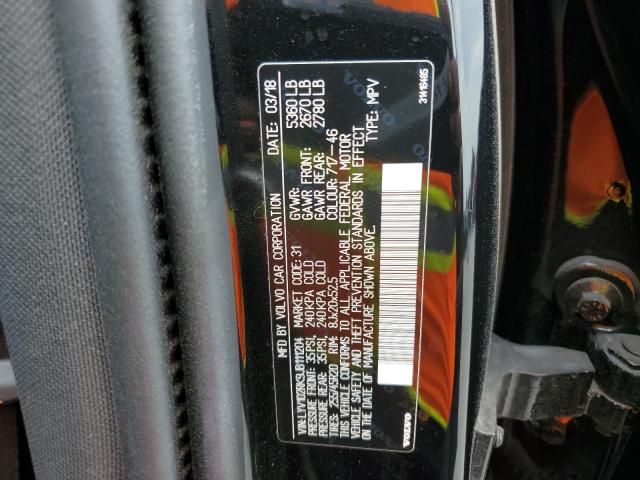 MFD BY VOLVO CAR CORPORATION DATE: 03/18
VIN: LYV102RK9JB111204 MARKET CODE: 31 GVWR: 5360 LB
PRESSURE FRONT: 35PSI, 240KPA COLD GAWR FRONT: 2670 LB
PRESSURE REAR: 35PSI, 240KPA COLD GAWR REAR: 2780 LB
TIRES: 255/45R20 RIM: 8Jx20x52.5 COLOUR: 717-46 TYPE: MPV
THIS VEHICLE CONFORMS TO ALL APPLICABLE FEDERAL MOTOR
VEHICLE SAFETY AND THEFT PREVENTION STANDARDS IN EFFECT
ON THE DATE OF MANUFACTURE SHOWN ABOVE.
VOLVO 31418485